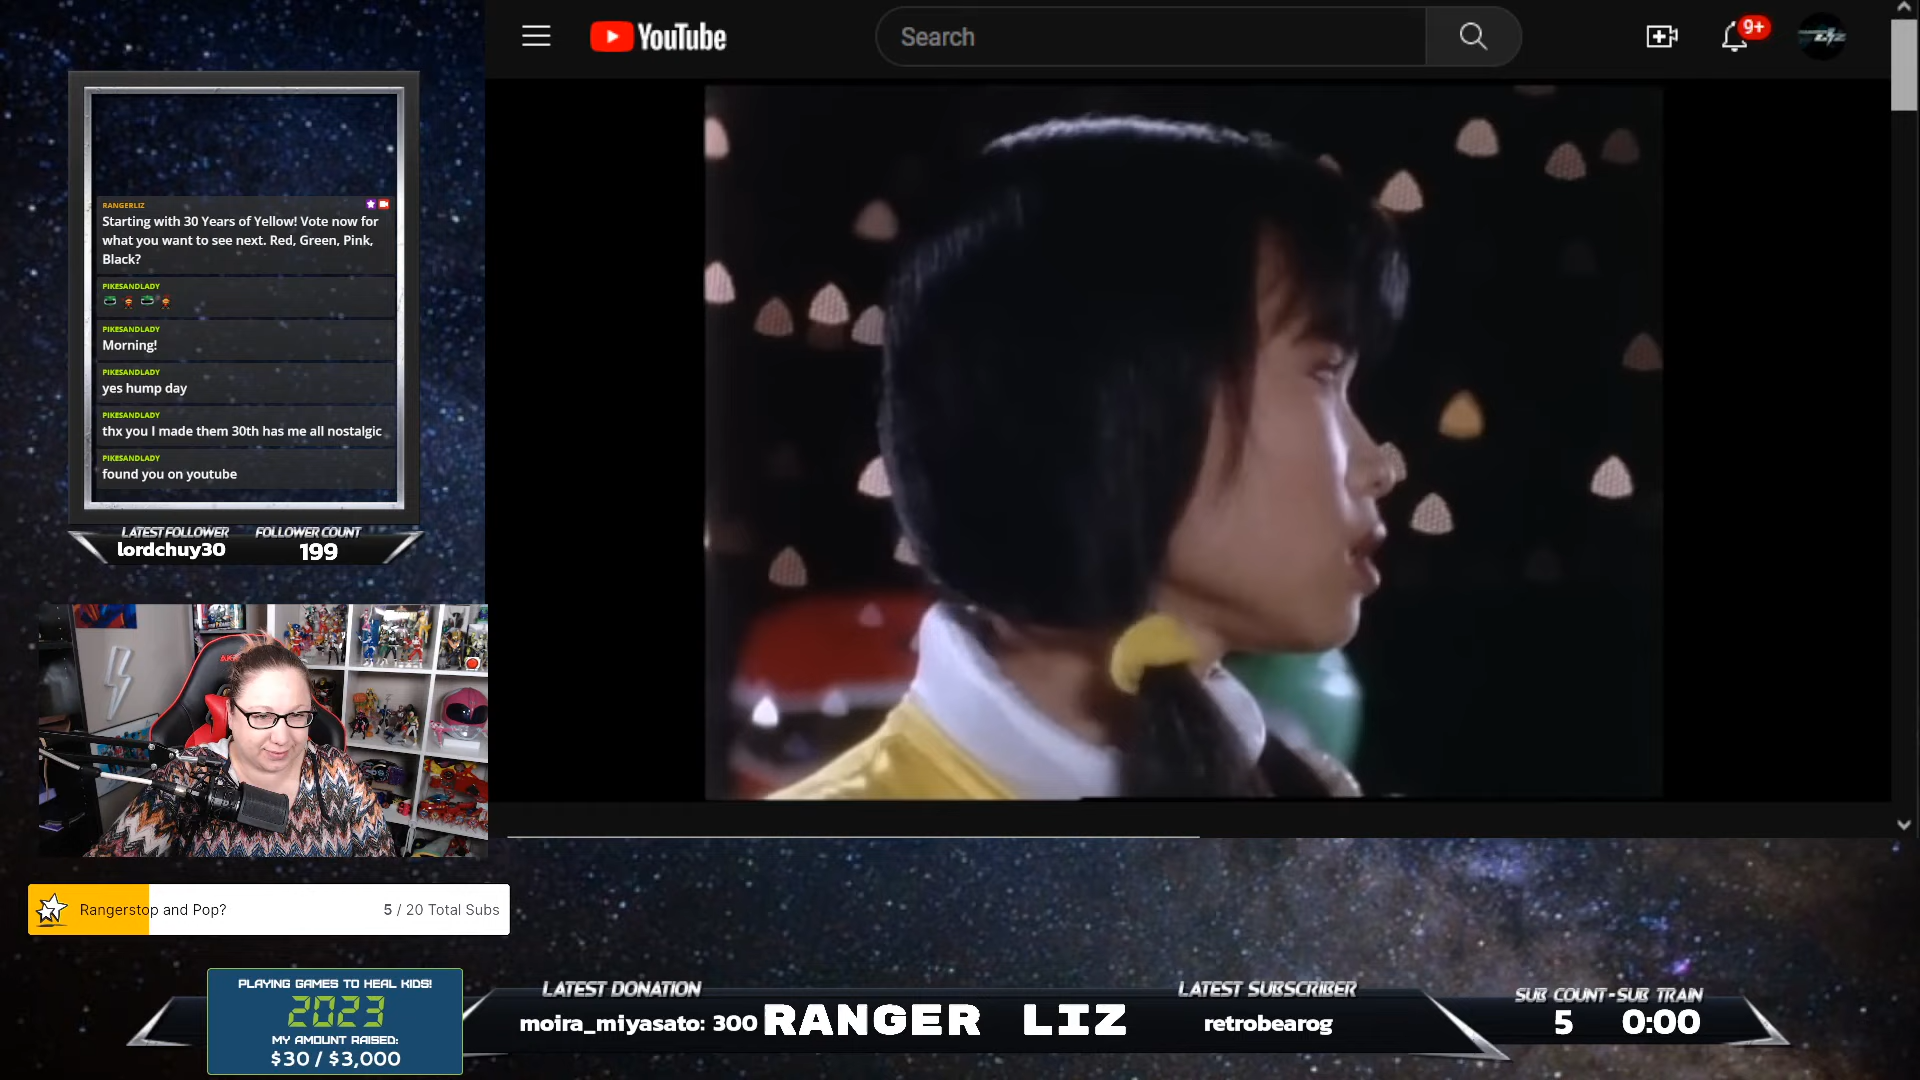 YouTube
Search
9+
RANGERLIZ
Starting with 30 Years of Yellow! Vote now for
what you want to see next. Red, Green, Pink,
Black?
PIKESANDLADY
PIKESANDLADY
Morning!
PIKESANDLADY
yes hump day
PIKESANDLADY
thx you I made them 30th has me all nostalgic
PIKESANDLADY
found you on youtube
LATEST FOLLOWER
lordchuy30
FOLLOWER COUNT
199
Rangerstop and Pop?
5 / 20 Total Subs
PLAYING GAMES TO HEAL KIDS!
2023
MY AMOUNT RAISED:
$30 / $3,000
LATEST DONATION
moira_miyasato: 300
RANGER LIZ
LATEST SUBSCRIBER
retrobearog
SUB COUNT-SUB TRAIN
5 0:00